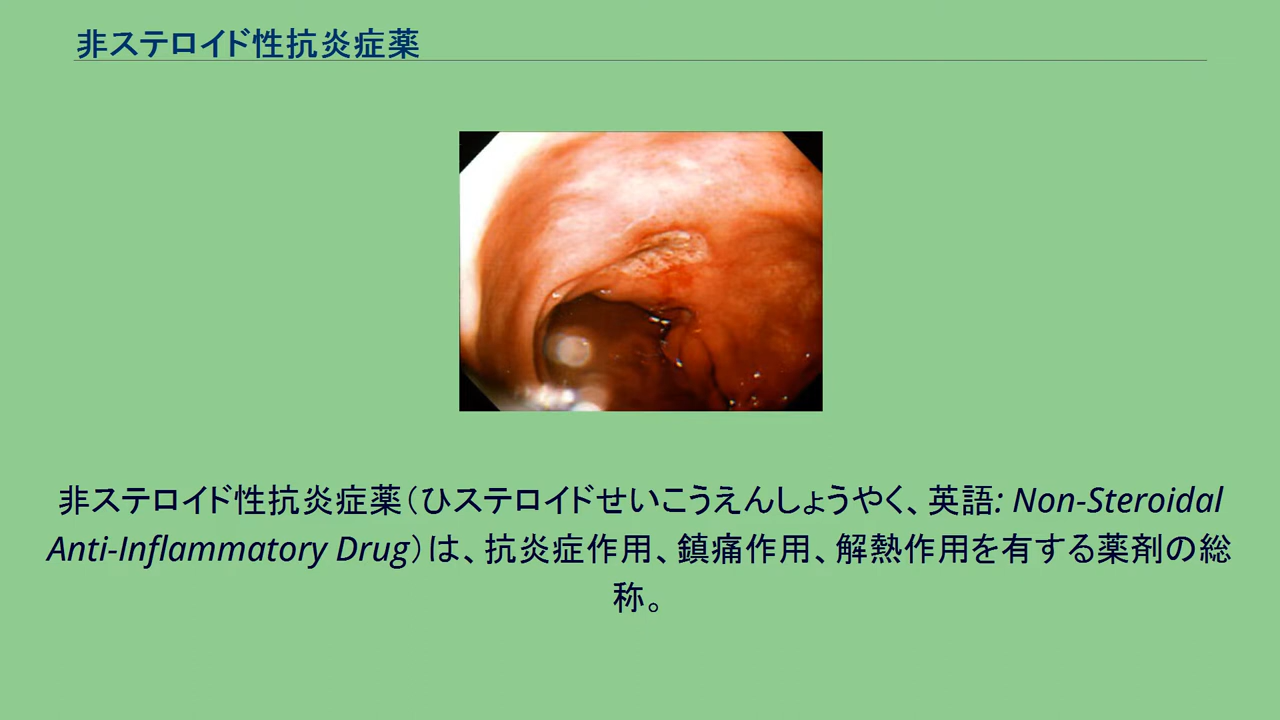 非ステロイド性抗炎症薬
非ステロイド性抗炎症薬（ひステロイドせいこうえんしょうやく、英語: Non-Steroidal
Anti-Inflammatory Drug）は、抗炎症作用、鎮痛作用、解熱作用を有する薬剤の総
称。